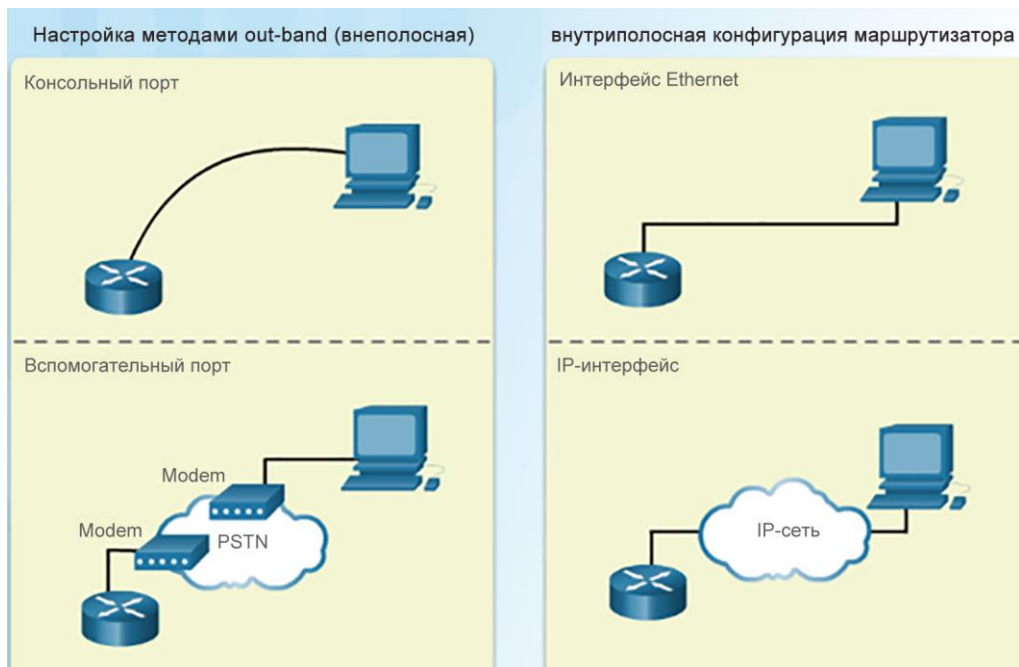 Настройка методами out-band (внеполосная)
Консольный порт
Вспомогательный порт
Modem
Modem
PSTN
внутриполосная конфигурация маршрутизатора
Интерфейс Ethernet
IP-интерфейс
IP-сеть